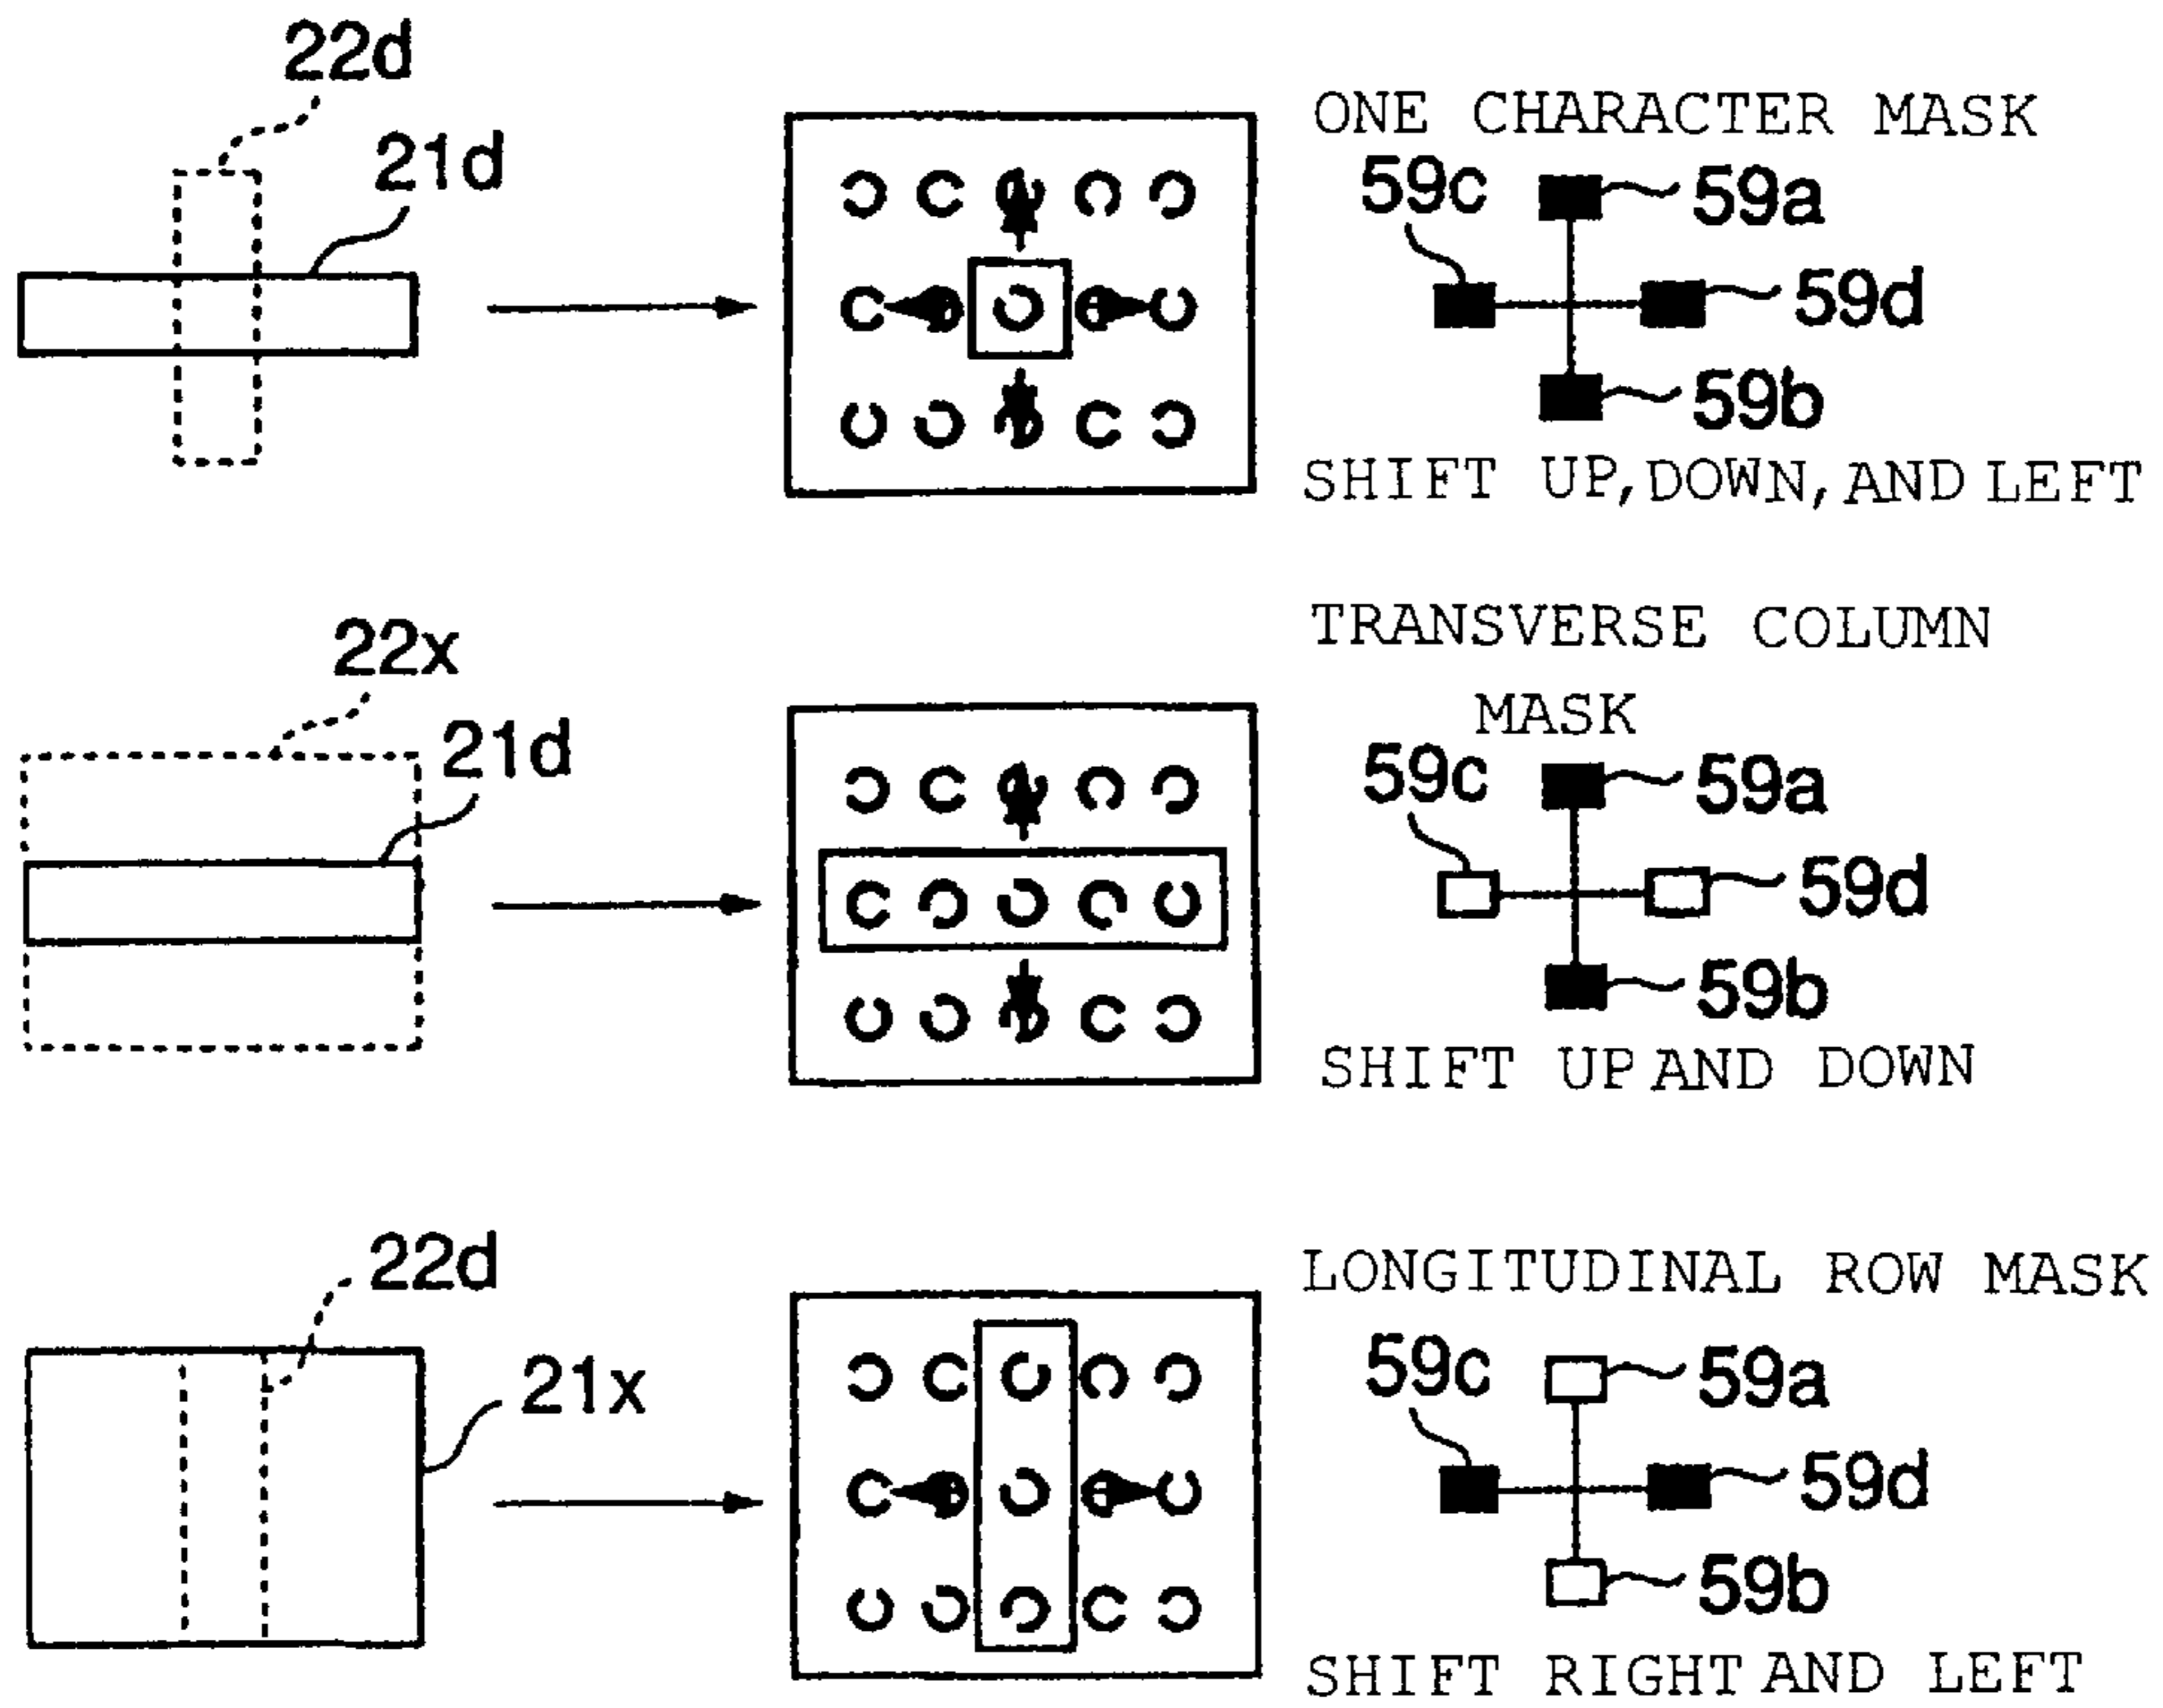 22d
21d
ONE CHARACTER MASK
59c
59a
59d
59b
SHIFT UP, DOWN, AND LEFT
22x
21d
TRANSVERSE COLUMN
MASK
59c
59a
59d
59b
SHIFT UP AND DOWN
22d
21x
LONGITUDINAL ROW MASK
59c
59a
59d
59b
SHIFT RIGHT AND LEFT